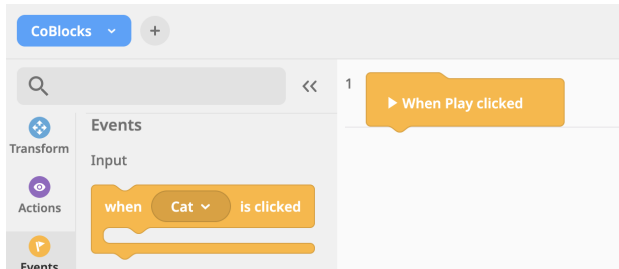 CoBlocks
+
1
When Play clicked
Events
Transform
Input
Actions
when Cat is clicked
Events